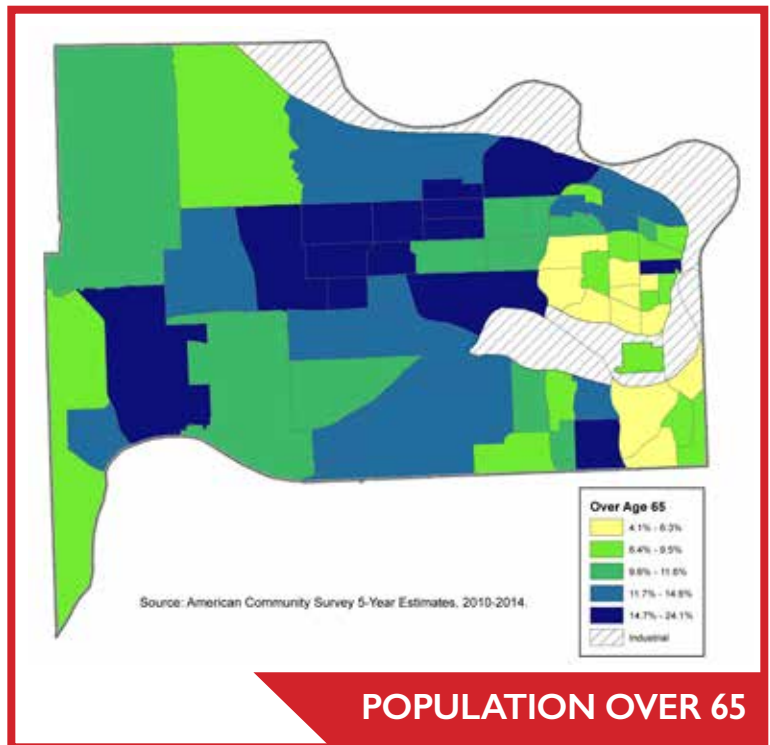 Over Age 65
4.1% - 6.3%
6.4% - 9.5%
9.6% - 11.6%
11.7% - 14.6%
14.7% - 24.1%
Industrial
Source: American Community Survey 5-Year Estimates, 2010-2014.
POPULATION OVER 65